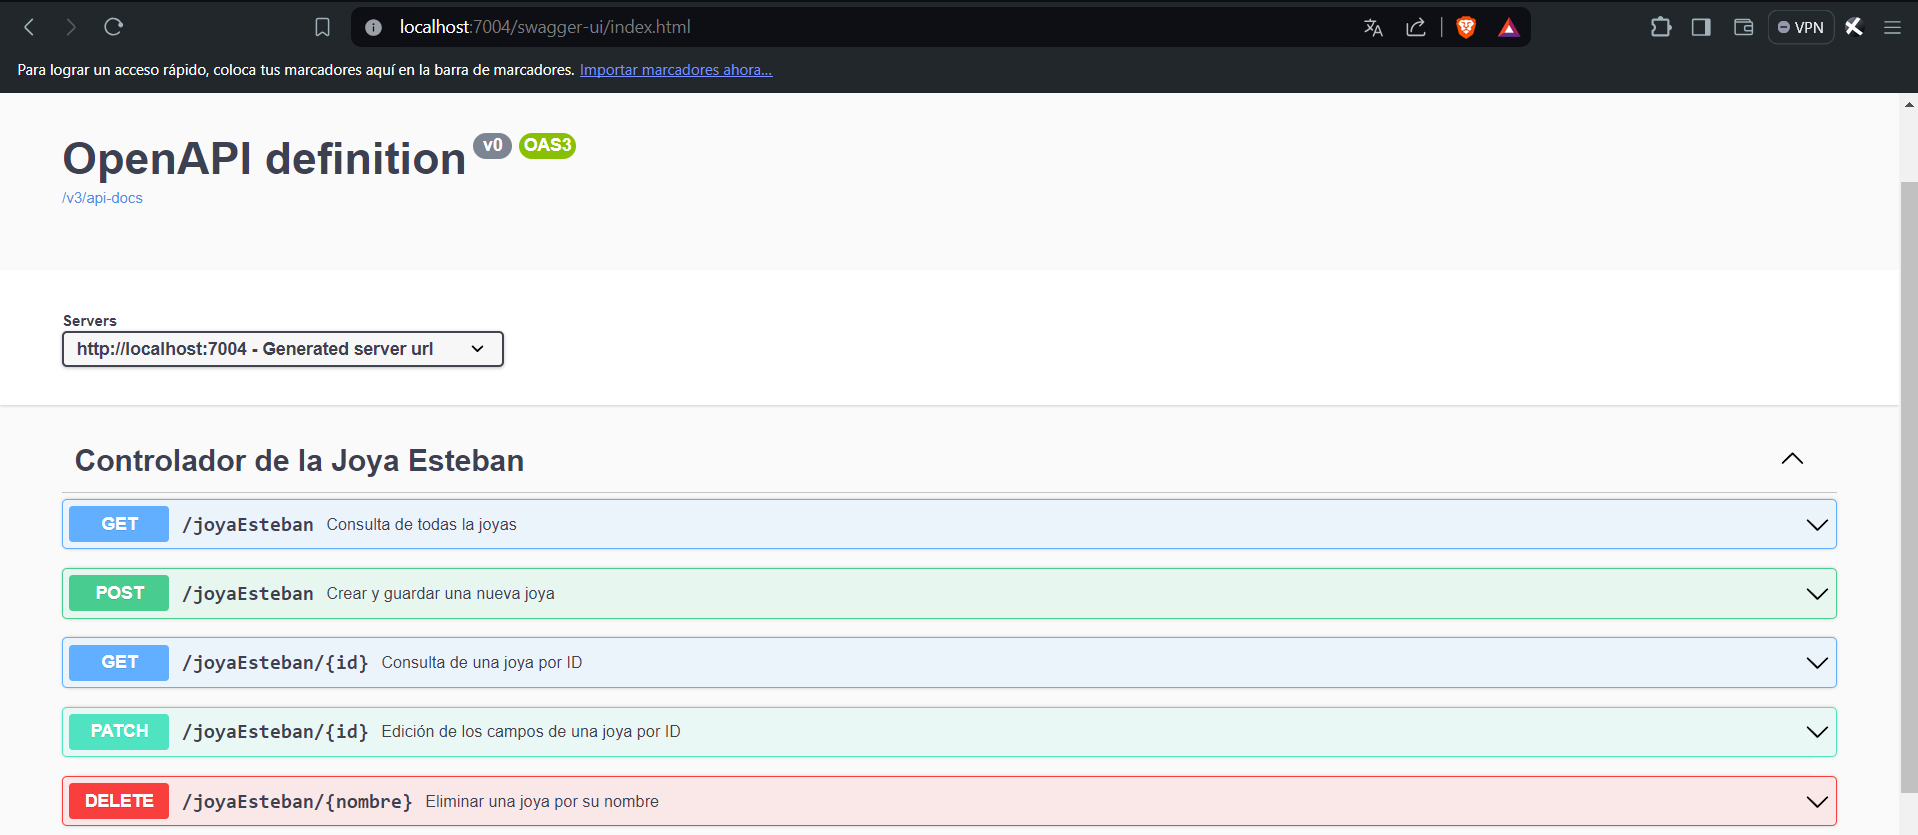 localhost:7004/swagger-ui/index.html
VPN
Para lograr un acceso rápido, coloca tus marcadores aquí en la barra de marcadores. Importar marcadores ahora...
OpenAPI definition v0 OAS3
/v3/api-docs
Servers
http://localhost:7004 - Generated server url
Controlador de la Joya Esteban
GET /joyaEsteban Consulta de todas la joyas
POST /joyaEsteban Crear y guardar una nueva joya
GET /joyaEsteban/{id} Consulta de una joya por ID
PATCH /joyaEsteban/{id} Edición de los campos de una joya por ID
DELETE /joyaEsteban/{nombre} Eliminar una joya por su nombre